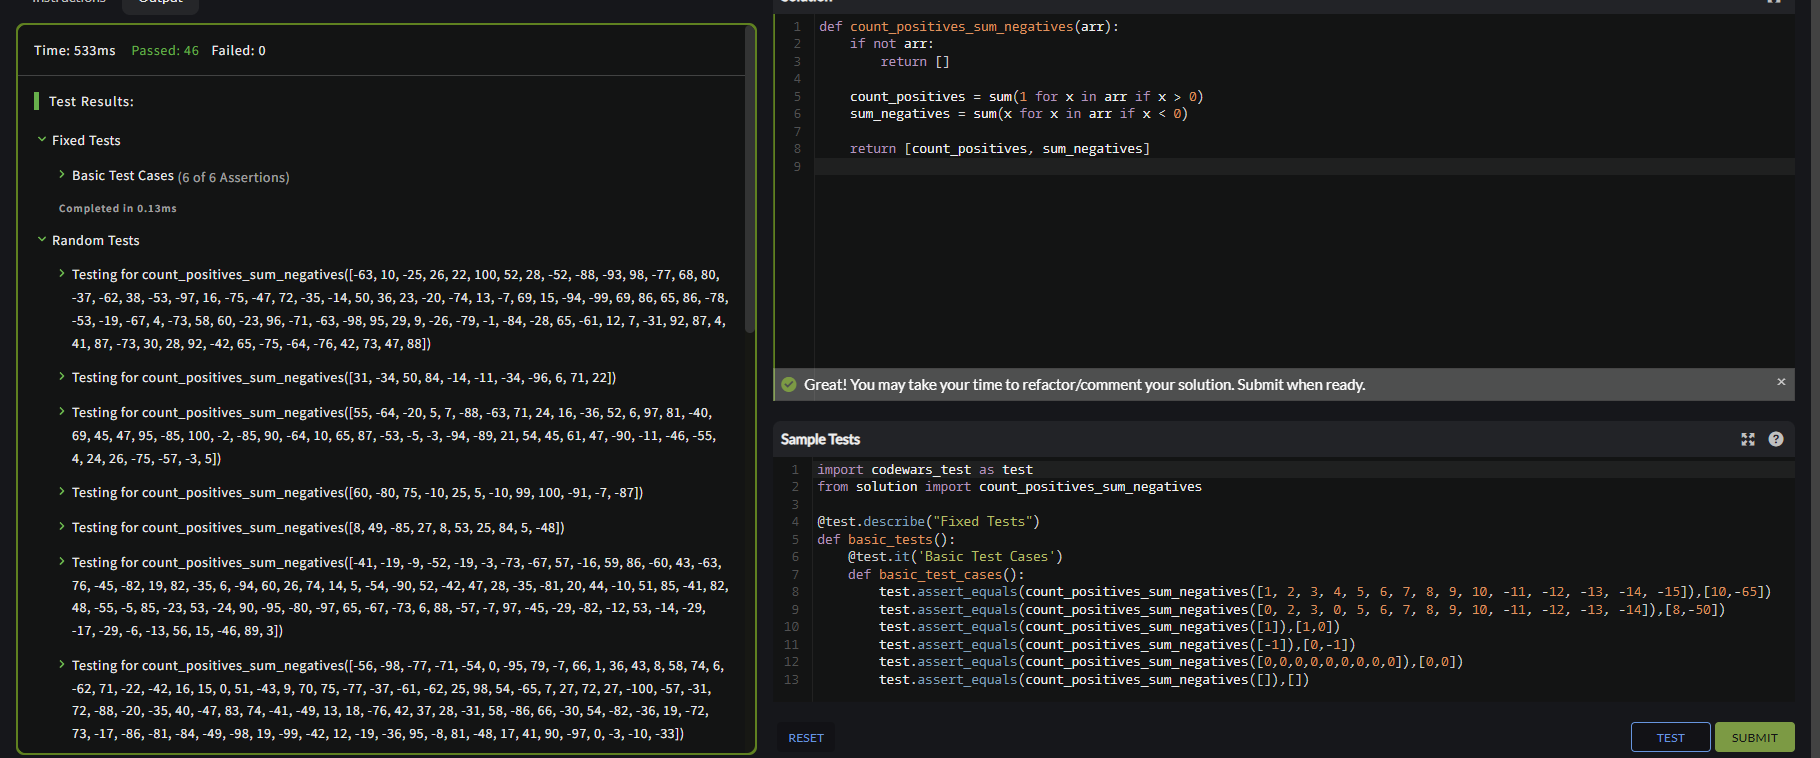 Instructions
Output
Time: 533ms Passed: 46 Failed: 0
Test Results:
Fixed Tests
Basic Test Cases (6 of 6 Assertions)
Completed in 0.13ms
Random Tests
Testing for count_positives_sum_negatives([-63, 10, -25, 26, 22, 100, 52, 28, -52, -88, -93, 98, -77, 68, 80,
-37, -62, 38, -53, -97, 16, -75, -47, 72, -35, -14, 50, 36, 23, -20, -74, 13, -7, 69, 15, -94, -99, 69, 86, 65, 86, -78,
-53, -19, -67, 4, -73, 58, 60, -23, 96, -71, -63, -98, 95, 29, 9, -26, -79, -1, -84, -28, 65, -61, 12, 7, -31, 92, 87, 4,
41, 87, -73, 30, 28, 92, -42, 65, -75, -64, -76, 42, 73, 47, 88])
Testing for count_positives_sum_negatives([31, -34, 50, 84, -14, -11, -34, -96, 6, 71, 22])
Testing for count_positives_sum_negatives([55, -64, -20, 5, 7, -88, -63, 71, 24, 16, -36, 52, 6, 97, 81, -40,
69, 45, 47, 95, -85, 100, -2, -85, 90, -64, 10, 65, 87, -53, -5, -3, -94, -89, 21, 54, 45, 61, 47, -90, -11, -46, -55,
4, 24, 26, -75, -57, -3, 5])
Testing for count_positives_sum_negatives([60, -80, 75, -10, 25, 5, -10, 99, 100, -91, -7, -87])
Testing for count_positives_sum_negatives([8, 49, -85, 27, 8, 53, 25, 84, 5, -48])
Testing for count_positives_sum_negatives([-41, -19, -9, -52, -19, -3, -73, -67, 57, -16, 59, 86, -60, 43, -63,
76, -45, -82, 19, 82, -35, 6, -94, 60, 26, 74, 14, 5, -54, -90, 52, -42, 47, 28, -35, -81, 20, 44, -10, 51, 85, -41, 82,
48, -55, -5, 85, -23, 53, -24, 90, -95, -80, -97, 65, -67, -73, 6, 88, -57, -7, 97, -45, -29, -82, -12, 53, -14, -29,
-17, -29, -6, -13, 56, 15, -46, 89, 3])
Testing for count_positives_sum_negatives([-56, -98, -77, -71, -54, 0, -95, 79, -7, 66, 1, 36, 43, 8, 58, 74, 6,
-62, 71, -22, -42, 16, 15, 0, 51, -43, 9, 70, 75, -77, -37, -61, -62, 25, 98, 54, -65, 7, 27, 72, 27, -100, -57, -31,
72, -88, -20, -35, 40, -47, 83, 74, -41, -49, 13, 18, -76, 42, 37, 28, -31, 58, -86, 66, -30, 54, -82, -36, 19, -72,
73, -17, -86, -81, -84, -49, -98, 19, -99, -42, 12, -19, -36, 95, -8, 81, -48, 17, 41, 90, -97, 0, -3, -10, -33])
Solution
1 def count_positives_sum_negatives(arr):
2 if not arr:
3 return []
4
5 count_positives = sum(1 for x in arr if x > 0)
6 sum_negatives = sum(x for x in arr if x < 0)
7
8 return [count_positives, sum_negatives]
9
Great! You may take your time to refactor/comment your solution. Submit when ready.
×
Sample Tests
?
1 import codewars_test as test
2 from solution import count_positives_sum_negatives
3
4 @test.describe("Fixed Tests")
5 def basic_tests():
6 @test.it('Basic Test Cases')
7 def basic_test_cases():
8 test.assert_equals(count_positives_sum_negatives([1, 2, 3, 4, 5, 6, 7, 8, 9, 10, -11, -12, -13, -14, -15]),[10,-65])
9 test.assert_equals(count_positives_sum_negatives([0, 2, 3, 0, 5, 6, 7, 8, 9, 10, -11, -12, -13, -14]),[8,-50])
10 test.assert_equals(count_positives_sum_negatives([1]),[1,0])
11 test.assert_equals(count_positives_sum_negatives([-1]),[0,-1])
12 test.assert_equals(count_positives_sum_negatives([0,0,0,0,0,0,0,0,0]),[0,0])
13 test.assert_equals(count_positives_sum_negatives([]),[])
RESET
TEST
SUBMIT